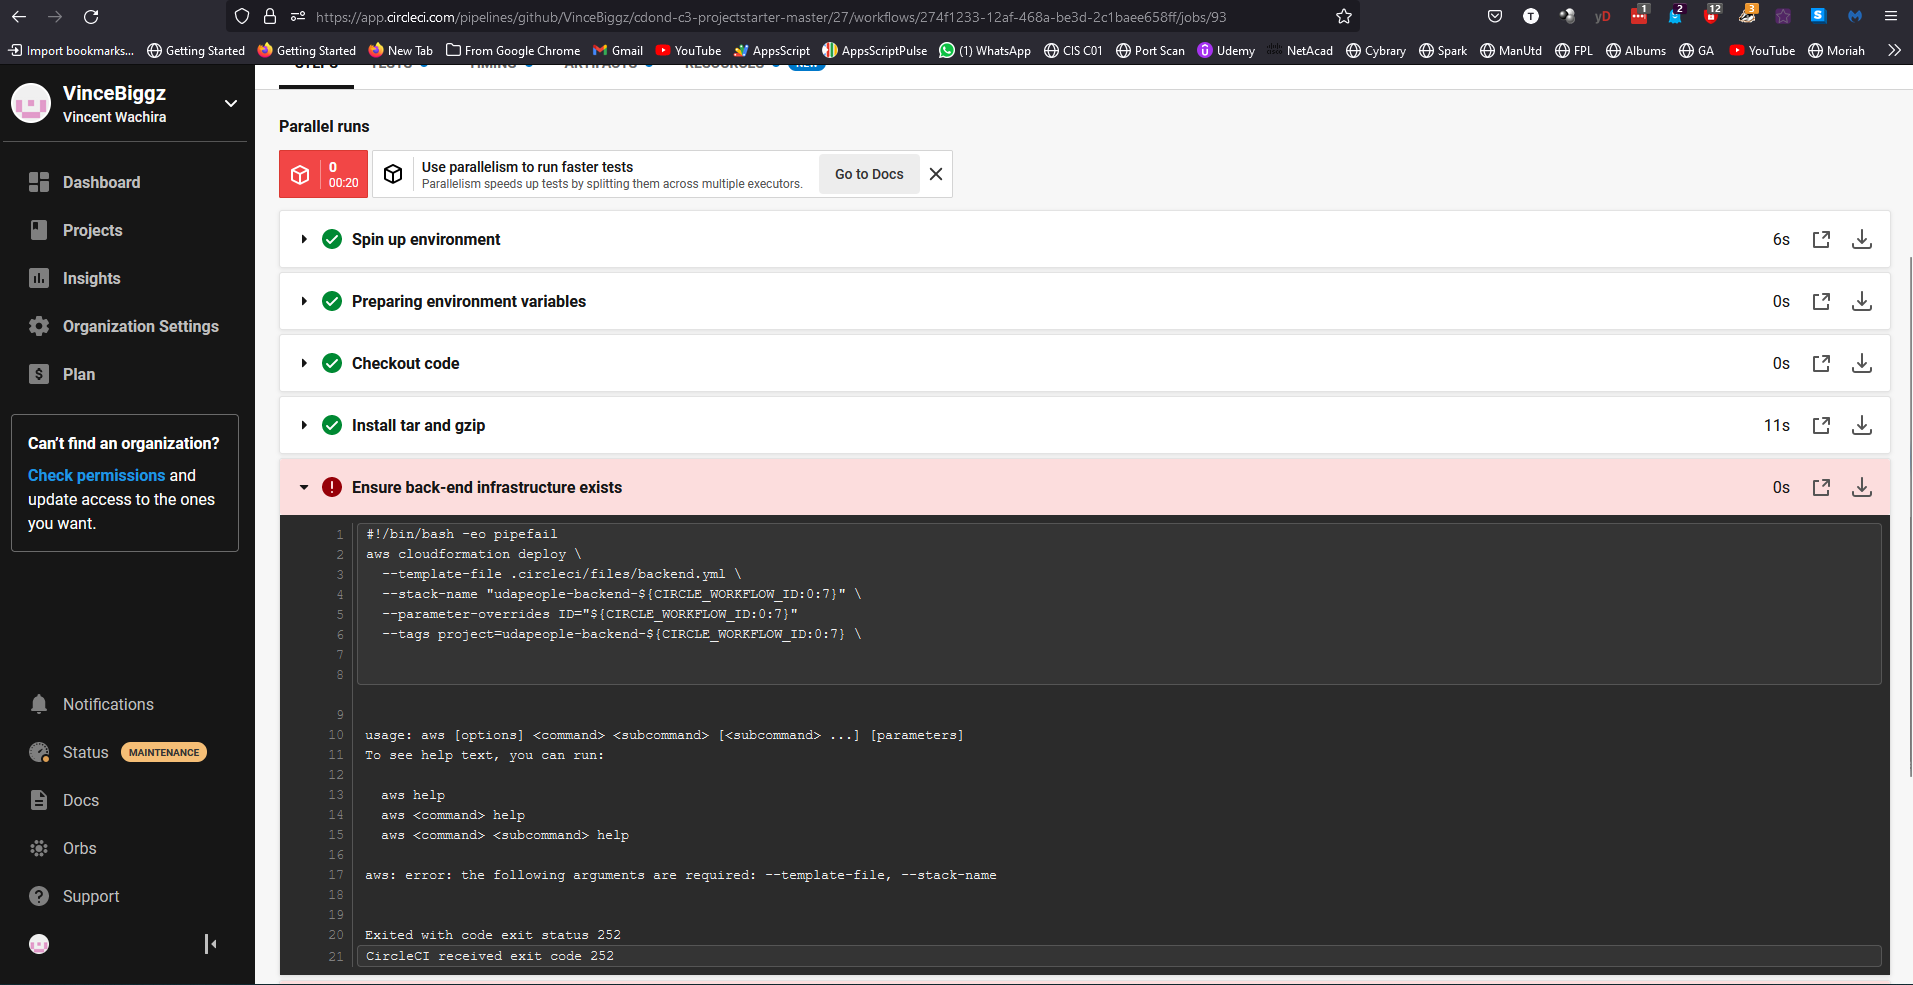 https://app.circleci.com/pipelines/github/VinceBiggz/cdond-c3-projectstarter-master/27/workflows/274f1233-12af-468a-be3d-2c1baee658ff/jobs/93
T yD 1 2 12 3 S
Import bookmarks... Getting Started Getting Started New Tab From Google Chrome Gmail YouTube AppsScript AppsScriptPulse (1) WhatsApp CIS C01 Port Scan Udemy NetAcad Cybrary Spark ManUtd FPL Albums GA YouTube Moriah
STEPS TESTS TIMING ARTIFACTS RESOURCES NEW
VinceBiggz
Vincent Wachira
Dashboard
Projects
Insights
Organization Settings
Plan
Can't find an organization?
Check permissions and
update access to the ones
you want.
Notifications
Status MAINTENANCE
Docs
Orbs
Support
Parallel runs
0
00:20
Use parallelism to run faster tests
Parallelism speeds up tests by splitting them across multiple executors.
Go to Docs
Spin up environment 6s
Preparing environment variables 0s
Checkout code 0s
Install tar and gzip 11s
Ensure back-end infrastructure exists 0s
1 #!/bin/bash -eo pipefail
2 aws cloudformation deploy \
3 --template-file .circleci/files/backend.yml \
4 --stack-name "udapeople-backend-${CIRCLE_WORKFLOW_ID:0:7}" \
5 --parameter-overrides ID="${CIRCLE_WORKFLOW_ID:0:7}"
6 --tags project=udapeople-backend-${CIRCLE_WORKFLOW_ID:0:7} \
7
8
9
10 usage: aws [options] <command> <subcommand> [<subcommand> ...] [parameters]
11 To see help text, you can run:
12
13 aws help
14 aws <command> help
15 aws <command> <subcommand> help
16
17 aws: error: the following arguments are required: --template-file, --stack-name
18
19
20 Exited with code exit status 252
21 CircleCI received exit code 252